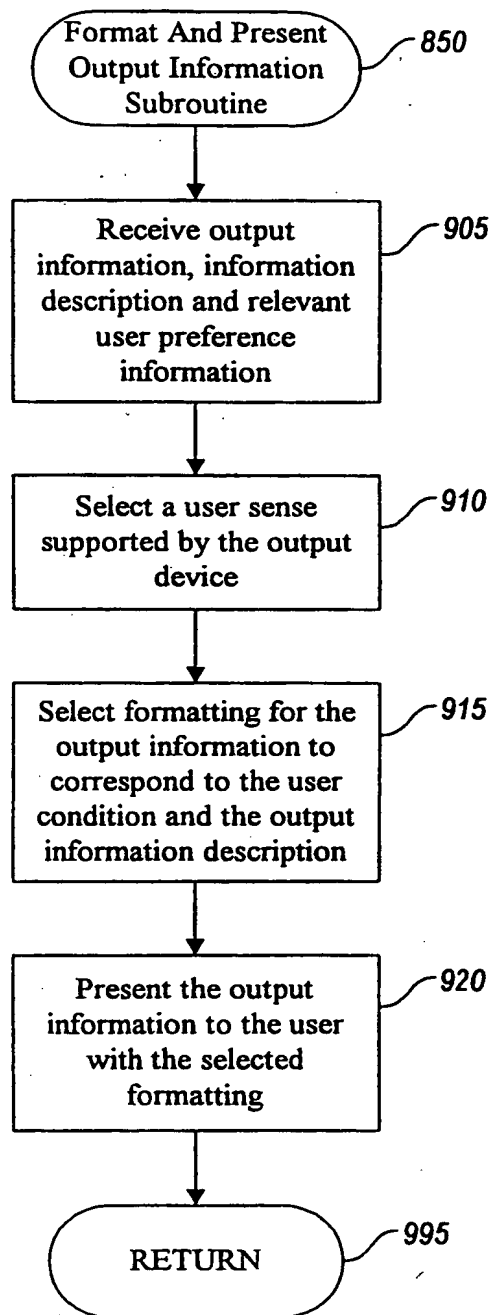 Format And Present
Output Information
Subroutine
850
Receive output
information, information
description and relevant
user preference
information
905
Select a user sense
supported by the output
device
910
Select formatting for the
output information to
correspond to the user
condition and the output
information description
915
Present the output
information to the user
with the selected
formatting
920
RETURN
995